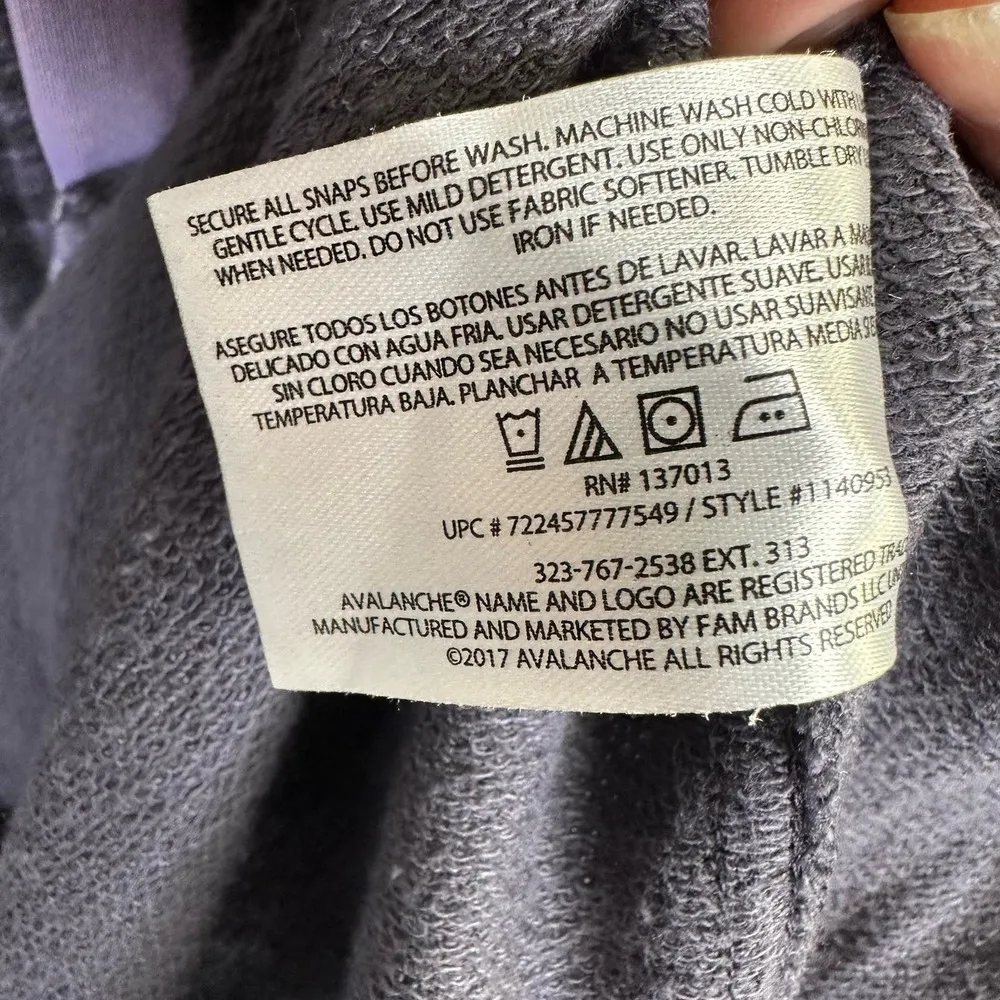 SECURE ALL SNAPS BEFORE WASH. MACHINE WASH COLD WITH
GENTLE CYCLE. USE MILD DETERGENT. USE ONLY
WHEN NEEDED. DO NOT USE FABRIC SOFTENER. TUMBLE DRY
IRON IF NEEDED.
ASEGURE TODOS LOS BOTONES ANTES DE LAVAR. LAVAR A
DELICADO CON AGUA FRIA. USAR DETERGENTE SUAVE. USAR
SIN CLORO CUANDO SEA NECESARIO NO USAR
TEMPERATURA BAJA. PLANCHAR A TEMPERATURA MEDIA
RN# 137013
UPC # 722457777549 / STYLE #1140953
323-767-2538 EXT. 313
AVALANCHE® NAME AND LOGO ARE REGISTERED
MANUFACTURED AND MARKETED BY FAM BRANDS LLC
©2017 AVALANCHE ALL RIGHTS RESERVED